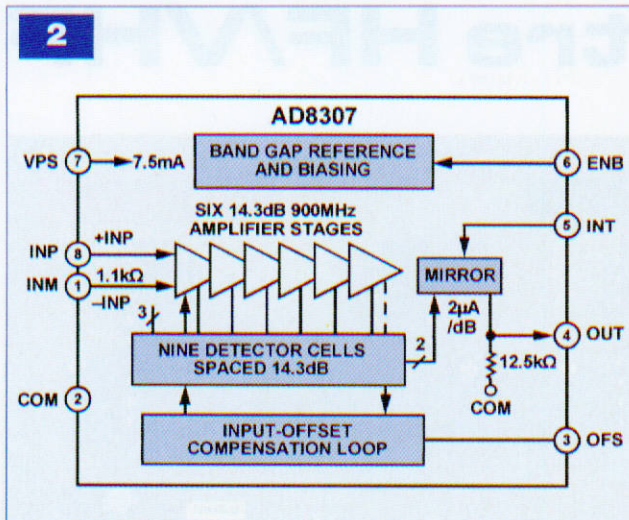 2
AD8307
VPS 7 7.5mA
BAND GAP REFERENCE
AND BIASING
6 ENB
SIX 14.3dB 900MHz
AMPLIFIER STAGES
5 INT
INP 8 +INP
MIRROR
INM 1 1.1kΩ
–INP
3
2µA
/dB
2
4 OUT
NINE DETECTOR CELLS
SPACED 14.3dB
12.5kΩ
COM 2
COM
INPUT-OFFSET
COMPENSATION LOOP
3 OFS